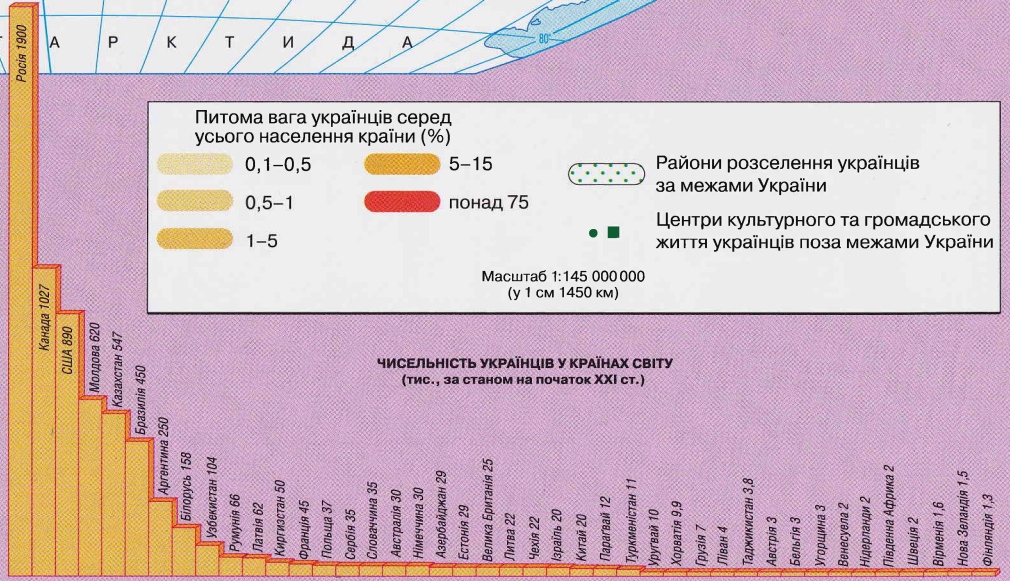 АРКТИДА
80°
Питома вага українців серед
усього населення країни (%)
0,1–0,5
0,5–1
1–5
5–15
понад 75
Райони розселення українців
за межами України
Центри культурного та громадського
життя українців поза межами України
Масштаб 1:145 000 000
(у 1 см 1450 км)
ЧИСЕЛЬНІСТЬ УКРАЇНЦІВ У КРАЇНАХ СВІТУ
(тис., за станом на початок XXI ст.)
Росія 1900
Канада 1027
США 890
Молдова 620
Казахстан 547
Бразилія 450
Аргентина 250
Білорусь 158
Узбекистан 104
Румунія 66
Латвія 62
Киргизстан 50
Франція 45
Польща 37
Сербія 35
Словаччина 35
Австралія 30
Німеччина 30
Азербайджан 29
Естонія 29
Велика Британія 25
Литва 22
Чехія 22
Ізраїль 20
Китай 20
Парагвай 12
Туркменістан 11
Уругвай 10
Хорватія 9,9
Грузія 7
Ліван 4
Таджикистан 3,8
Австрія 3
Бельгія 3
Угорщина 3
Венесуела 2
Нідерланди 2
Південна Африка 2
Швеція 2
Вірменія 1,6
Нова Зеландія 1,5
Фінляндія 1,3